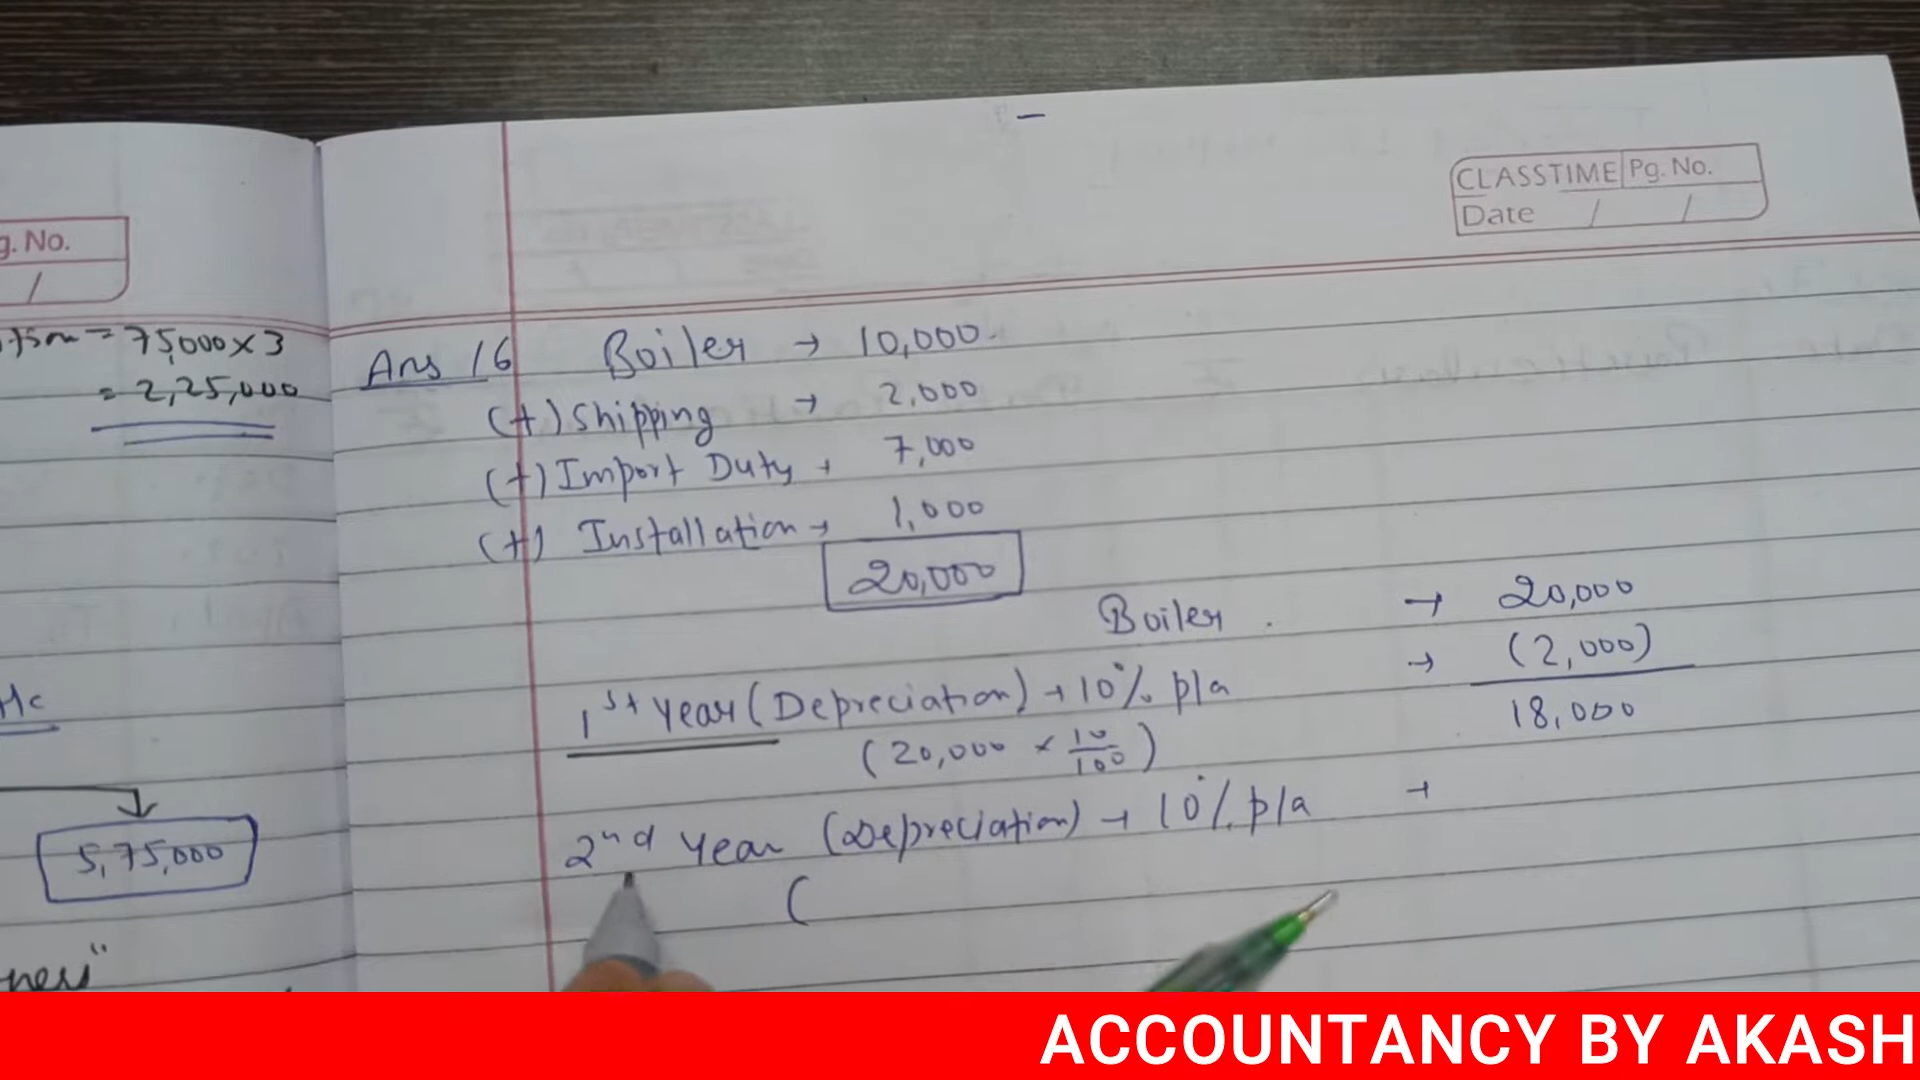 g. No.
/
= 75,000 x 3
= 2,25,000
5,75,000
CLASSTIME Pg. No.
Date / /
Ans 16 Boiler → 10,000
(+) Shipping → 2,000
(+) Import Duty → 7,000
(+) Installation → 1,000
20,000
Boiler → 20,000
1st Year (Depreciation) → 10% p/a → (2,000)
(20,000 x 10/100) 18,000
2nd Year (Depreciation) → 10% p/a →
(
ACCOUNTANCY BY AKASH